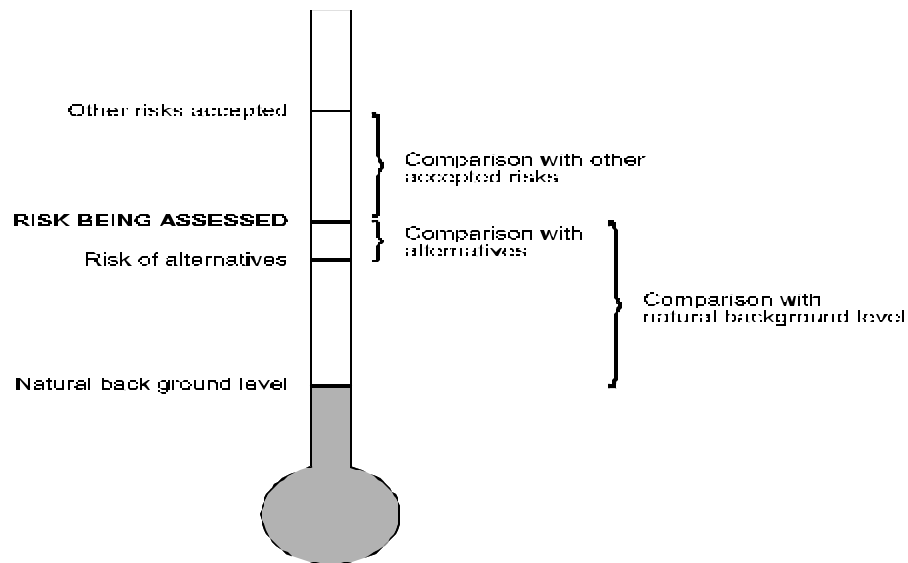 Other risks accepted
Comparison with other
accepted risks
RISK BEING ASSESSED
Comparison with
alternatives
Risk of alternatives
Comparison with
natural background level
Natural back ground level